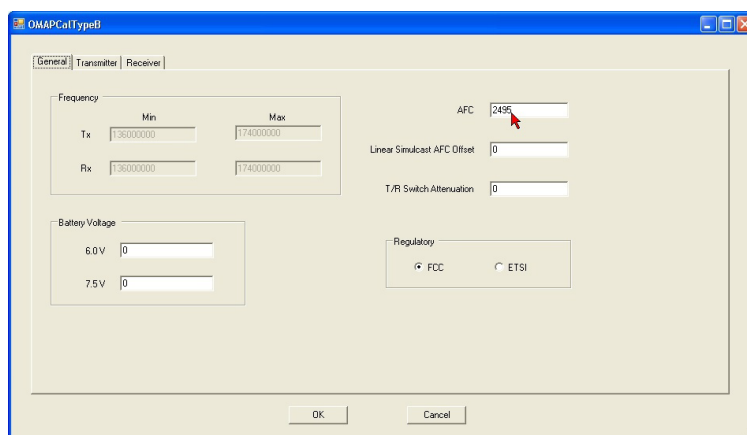 OMAPCalTypeB
General Transmitter Receiver
Frequency
Min Max
Tx 136000000 174000000
Rx 136000000 174000000
AFC 2495
Linear Simulcast AFC Offset 0
T/R Switch Attenuation 0
Battery Voltage
6.0 V 0
7.5 V 0
Regulatory
FCC ETSI
OK Cancel